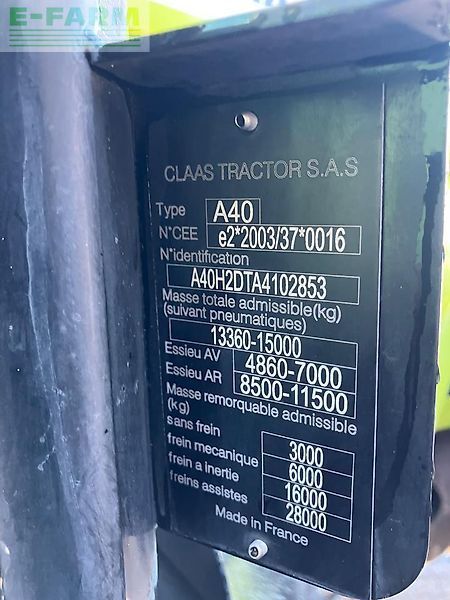 E-FARM
CLAAS TRACTOR S.A.S
Type A40
N*CEE e2*2003/37*0016
N*identification
A40H2DTA4102853
Masse totale admissible(kg)
(suivant pneumatiques)
13360-15000
Essieu AV 4860-7000
Essieu AR 8500-11500
Masse remorquable admissible
(kg)
sans frein 3000
frein mecanique 6000
frein a inertie 16000
freins assistes 28000
Made in France